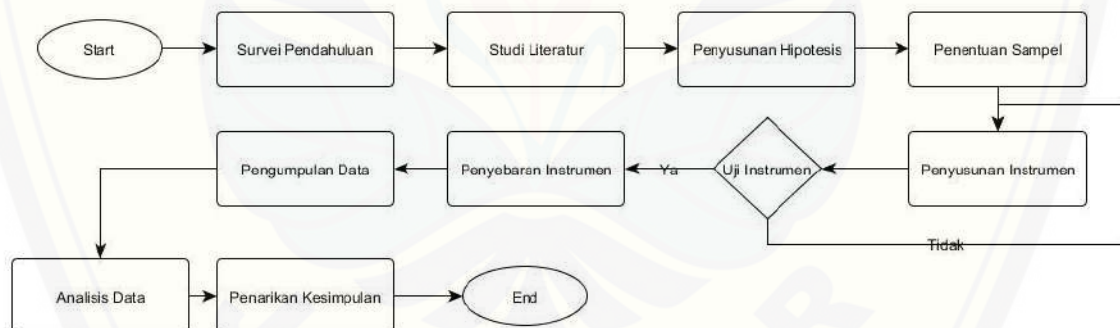 Start
Survei Pendahuluan
Studi Literatur
Penyusunan Hipotesis
Penentuan Sampel
Penyusunan Instrumen
Uji Instrumen
Ya
Penyebaran Instrumen
Pengumpulan Data
Tidak
Analisis Data
Penarikan Kesimpulan
End